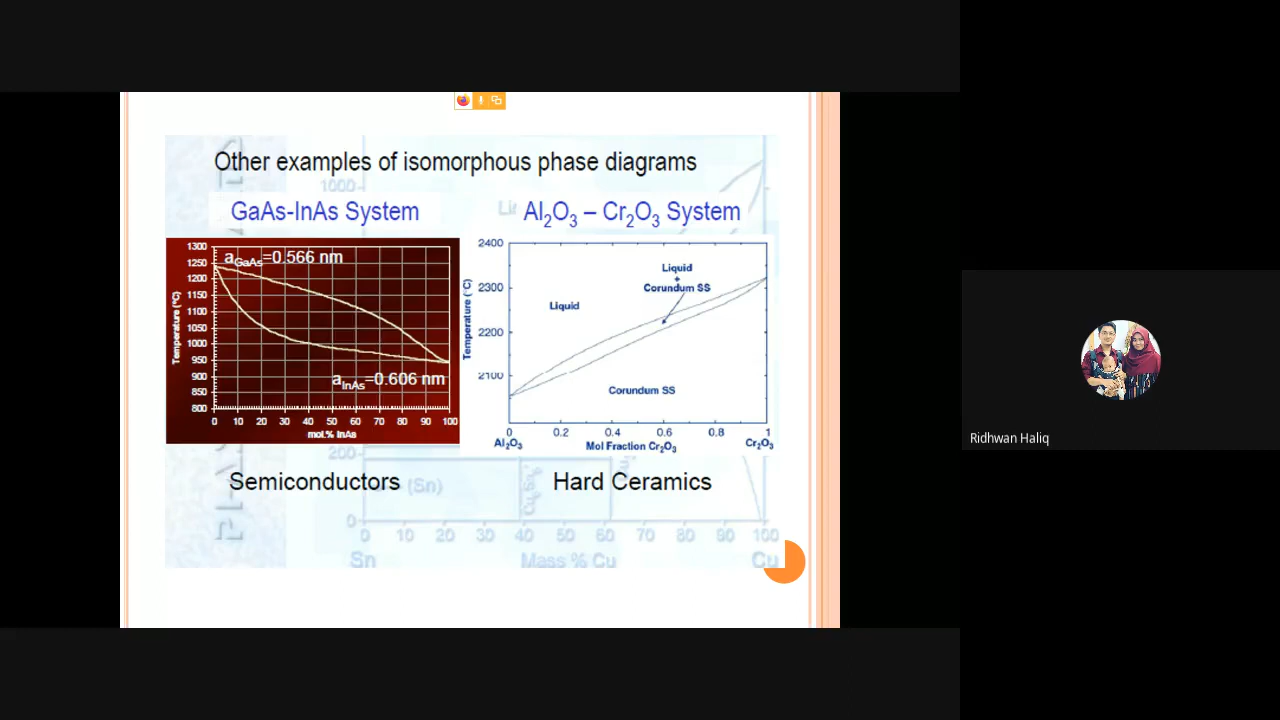 Other examples of isomorphous phase diagrams
GaAs-InAs System
Al2O3 – Cr2O3 System
aGaAs=0.566 nm
aInAs=0.606 nm
Temperature (°C)
1300
1250
1200
1150
1100
1050
1000
950
900
850
800
0 10 20 30 40 50 60 70 80 90 100
mol.% InAs
Temperature (°C)
2400
2300
2200
2100
Liquid
Liquid
+
Corundum SS
Corundum SS
0 0.2 0.4 0.6 0.8 1
Al2O3 Mol Fraction Cr2O3 Cr2O3
Semiconductors
Hard Ceramics
1000
200
(Sn)
0
0 10 20 30 40 50 60 70 80 90 100
Sn Mass % Cu Cu
Ridhwan Haliq